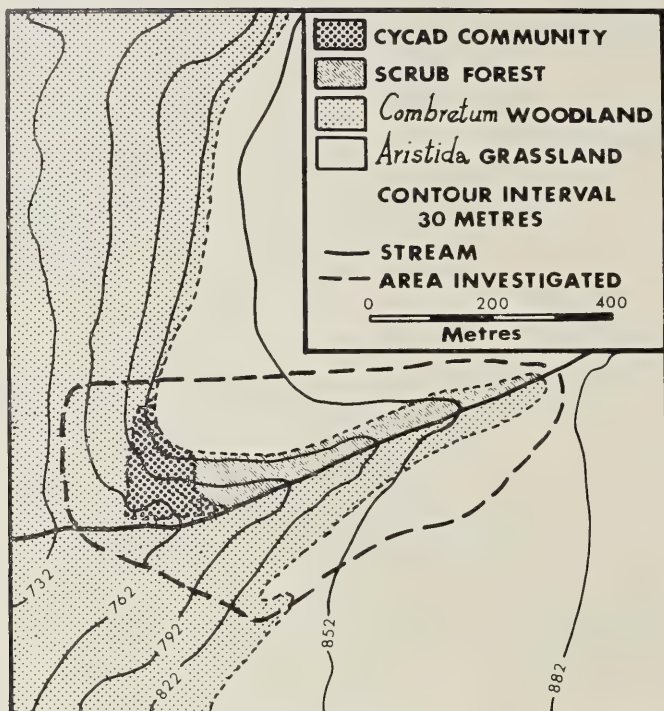 CYCAD COMMUNITY
SCRUB FOREST
Combretum WOODLAND
Aristida GRASSLAND
CONTOUR INTERVAL
30 METRES
STREAM
AREA INVESTIGATED
0 200 400
Metres
732
762
792
822
852
882